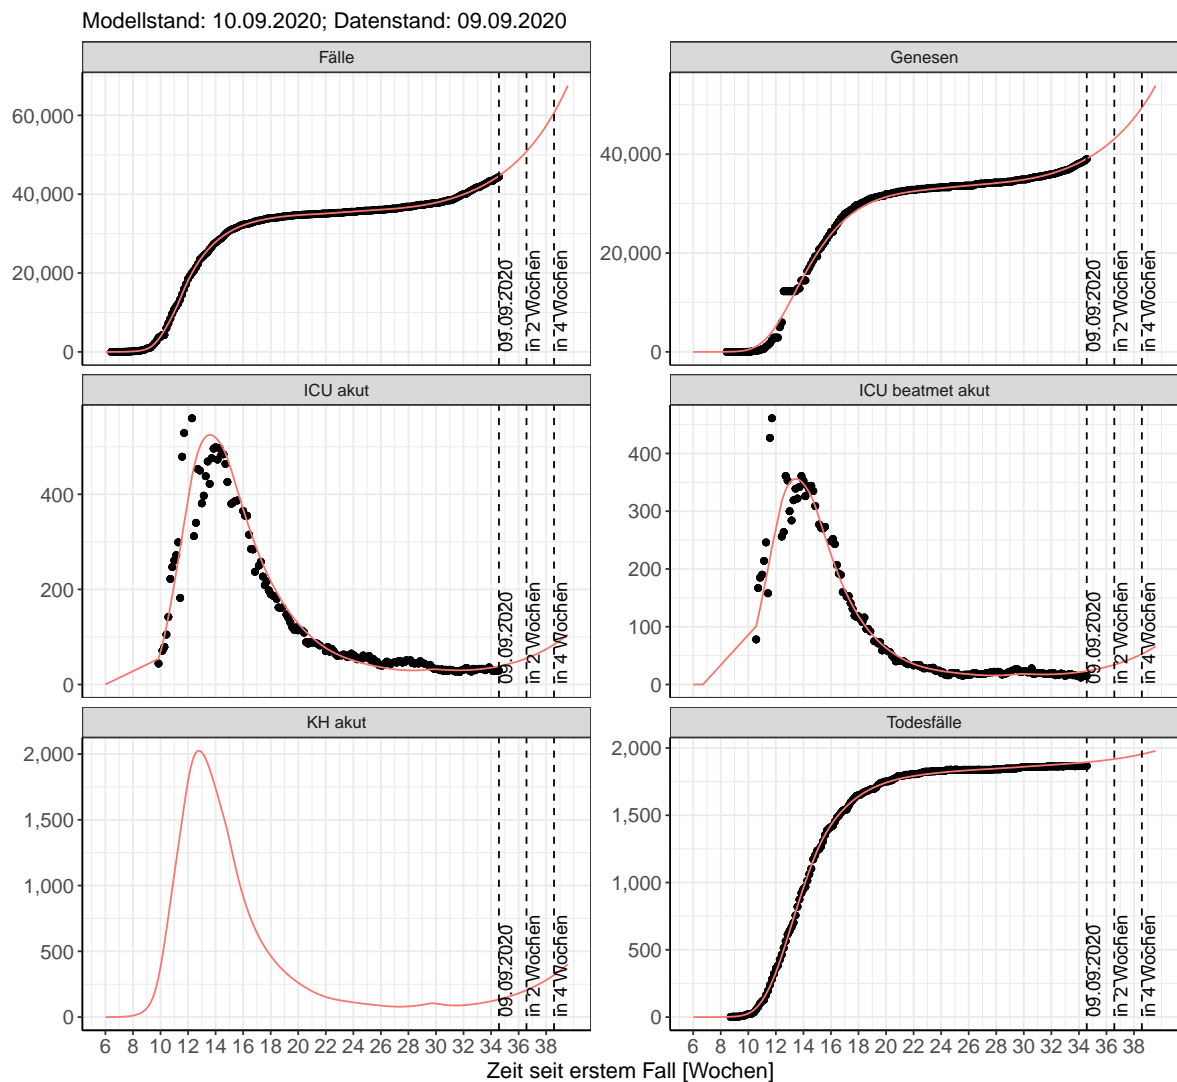 Modellstand: 10.09.2020; Datenstand: 09.09.2020
Fälle
Genesen
60,000
40,000
20,000
0
09.09.2020
in 2 Wochen
in 4 Wochen
40,000
20,000
0
09.09.2020
in 2 Wochen
in 4 Wochen
ICU akut
ICU beatmet akut
400
200
0
09.09.2020
in 2 Wochen
in 4 Wochen
400
300
200
100
0
09.09.2020
in 2 Wochen
in 4 Wochen
KH akut
Todesfälle
2,000
1,500
1,000
500
0
09.09.2020
in 2 Wochen
in 4 Wochen
2,000
1,500
1,000
500
0
09.09.2020
in 2 Wochen
in 4 Wochen
6 8 10 12 14 16 18 20 22 24 26 28 30 32 34 36 38
6 8 10 12 14 16 18 20 22 24 26 28 30 32 34 36 38
Zeit seit erstem Fall [Wochen]